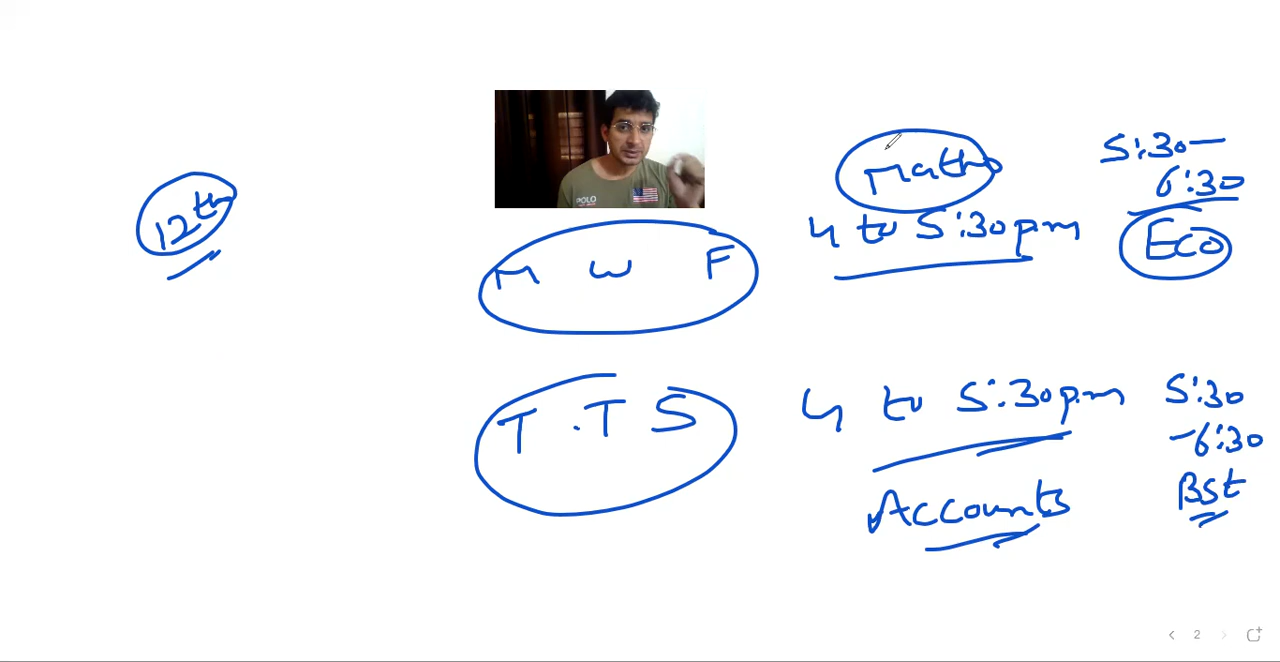 12th
POLO
Maths
4 to 5:30pm
5:30-
6:30
Eco
M W F
T . T S
4 to 5:30pm
Accounts
5:30
-6:30
Bst
2